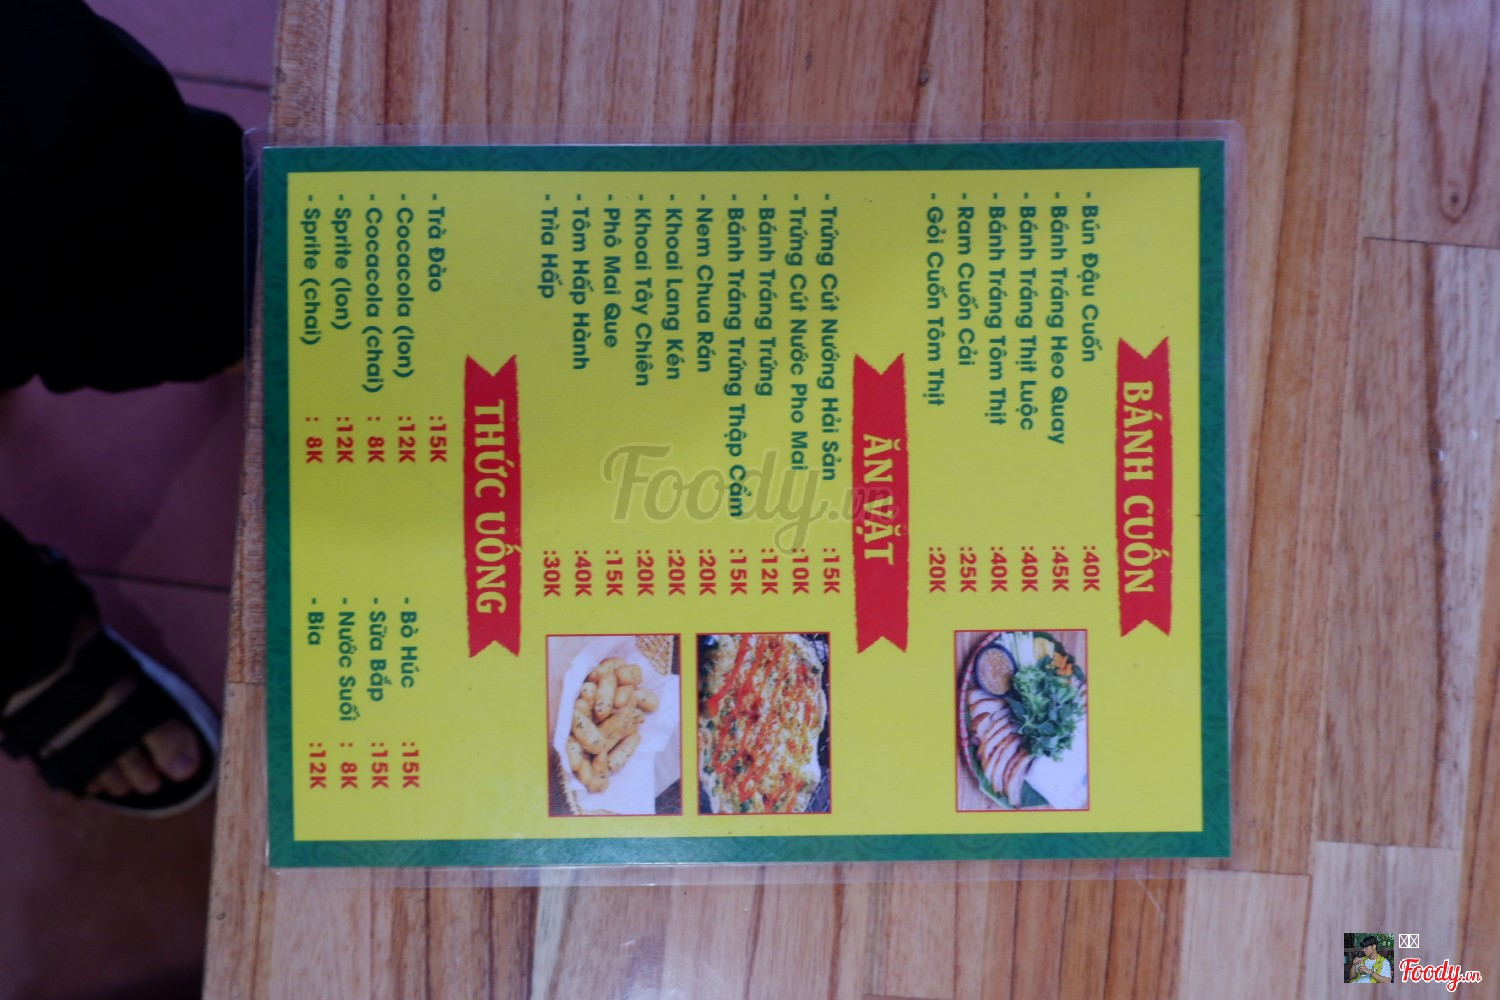 BÁNH CUỐN
- Bún Đậu Cuốn :40K
- Bánh Tráng Heo Quay :45K
- Bánh Tráng Thịt Luộc :40K
- Bánh Tráng Tôm Thịt :40K
- Ram Cuốn Cải :25K
- Gỏi Cuốn Tôm Thịt :20K
ĂN VẶT
- Trứng Cút Nướng Hải Sản :15K
- Trứng Cút Nước Pho Mai :10K
- Bánh Tráng Trứng :12K
- Bánh Tráng Trứng Thập Cẩm :15K
- Nem Chua Rán :20K
- Khoai Lang Kén :20K
- Khoai Tây Chiên :20K
- Phô Mai Que :15K
- Tôm Hấp Hành :40K
- Trìa Hấp :30K
THỨC UỐNG
- Trà Đào :15K
- Cocacola (lon) :12K
- Cocacola (chai) : 8K
- Sprite (lon) :12K
- Sprite (chai) : 8K
- Bò Húc :15K
- Sữa Bắp :15K
- Nước Suối : 8K
- Bia :12K
Foody.vn
Foody.vn